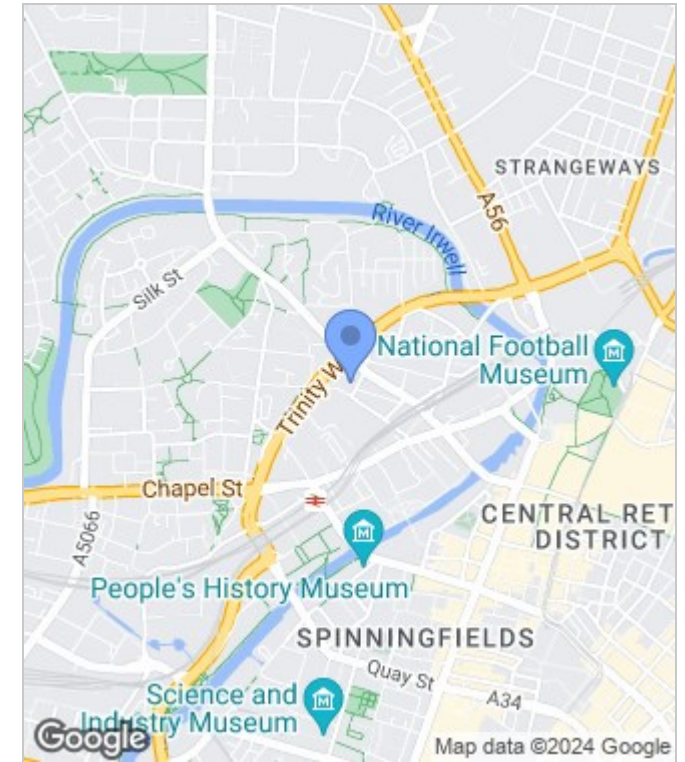 STRANGEWAYS
A56
River Irwell
Silk St
National Football
Museum
Trinity W
Chapel St
A5066
CENTRAL RET
DISTRICT
People's History Museum
SPINNINGFIELDS
Quay St
A34
Science and
Industry Museum
Google
Map data ©2024 Google